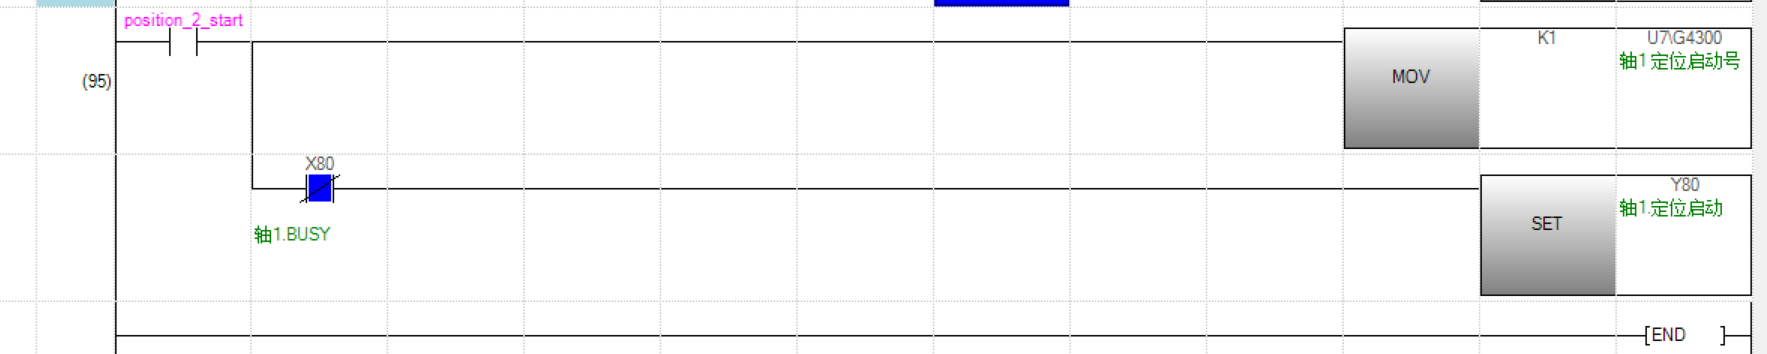 position_2_start
(95)
MOV
K1
U7\G4300
轴1.定位启动号
X80
轴1.BUSY
SET
Y80
轴1.定位启动
[END ]